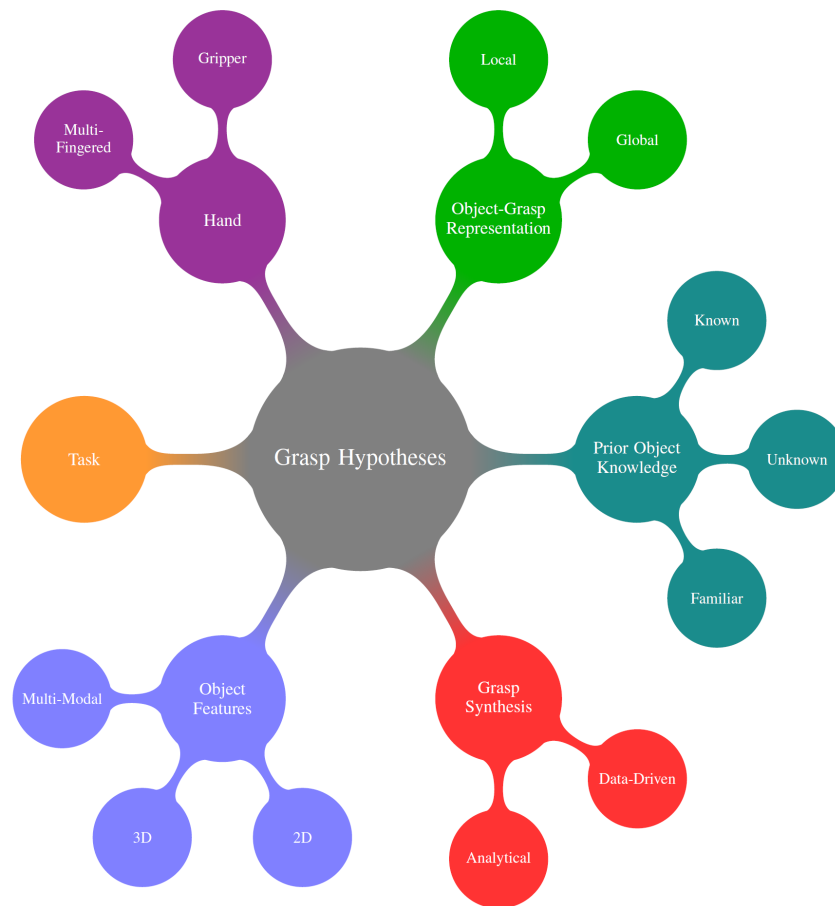 Gripper
Local
Multi-
Fingered
Global
Hand
Object-Grasp
Representation
Known
Task
Grasp Hypotheses
Prior Object
Knowledge
Unknown
Familiar
Multi-Modal
Object
Features
Grasp
Synthesis
Data-Driven
3D
2D
Analytical